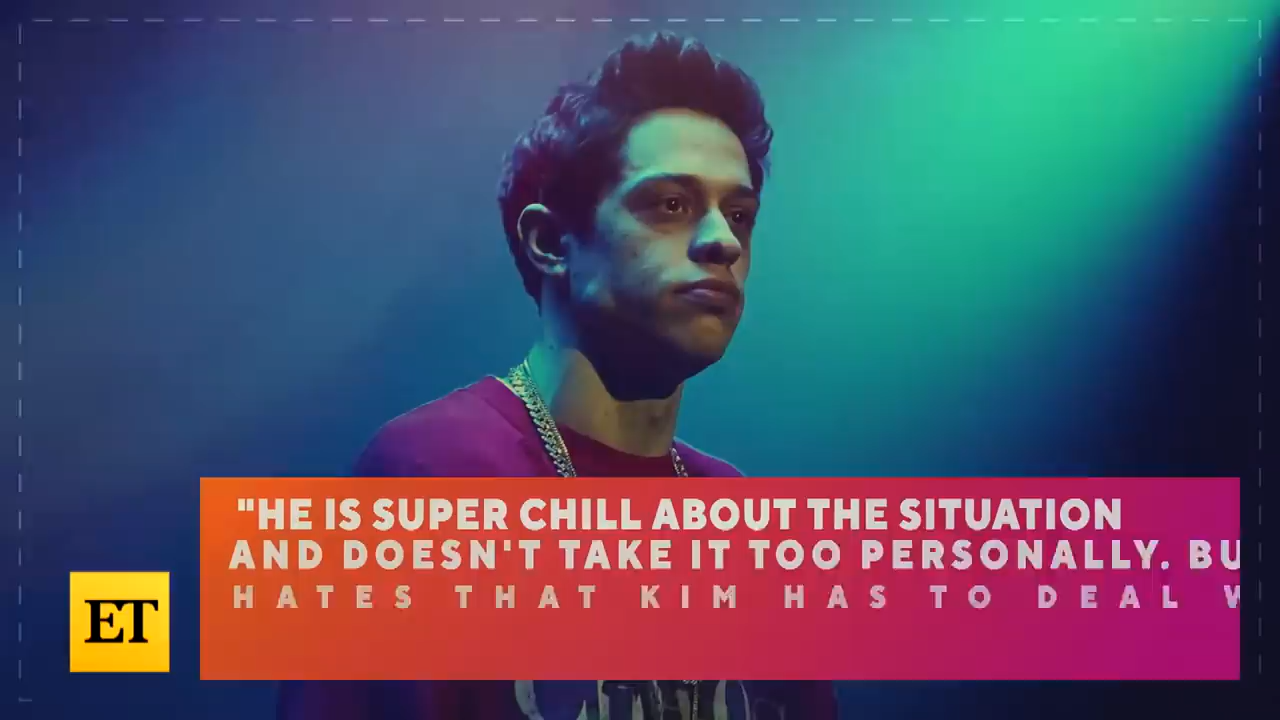 "HE IS SUPER CHILL ABOUT THE SITUATION
AND DOESN'T TAKE IT TOO PERSONALLY. BU
HATES THAT KIM HAS TO DEAL W
ET